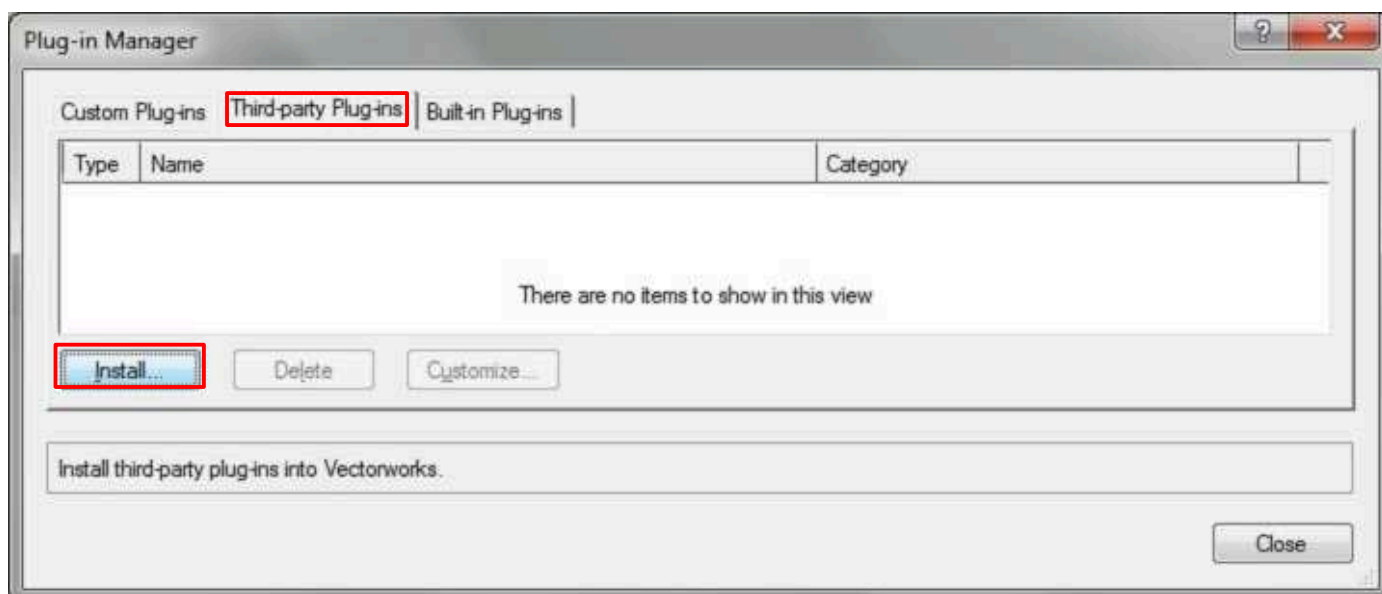 Plug-in Manager
Custom Plug-ins Third-party Plug-ins Built-in Plug-ins
Type Name Category
There are no items to show in this view
Install... Delete Customize...
Install third-party plug-ins into Vectorworks.
Close